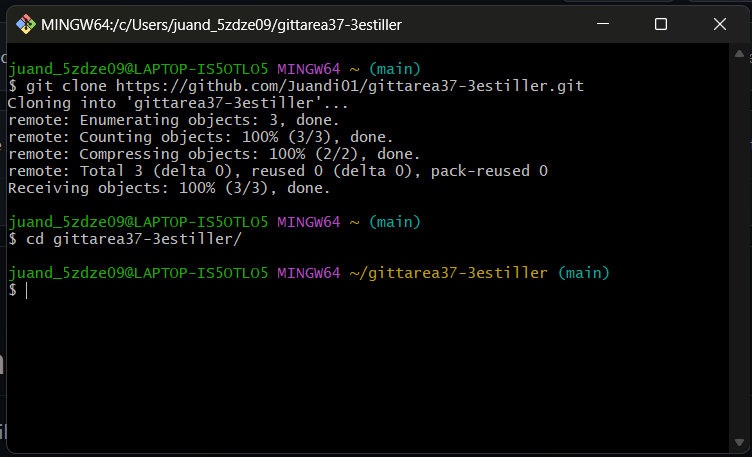 MINGW64:/c/Users/juand_5zdze09/gittarea37-3estiller
juand_5zdze09@LAPTOP-IS5OTLO5 MINGW64 ~ (main)
$ git clone https://github.com/Juandi01/gittarea37-3estiller.git
Cloning into 'gittarea37-3estiller'...
remote: Enumerating objects: 3, done.
remote: Counting objects: 100% (3/3), done.
remote: Compressing objects: 100% (2/2), done.
remote: Total 3 (delta 0), reused 0 (delta 0), pack-reused 0
Receiving objects: 100% (3/3), done.
juand_5zdze09@LAPTOP-IS5OTLO5 MINGW64 ~ (main)
$ cd gittarea37-3estiller/
juand_5zdze09@LAPTOP-IS5OTLO5 MINGW64 ~/gittarea37-3estiller (main)
$